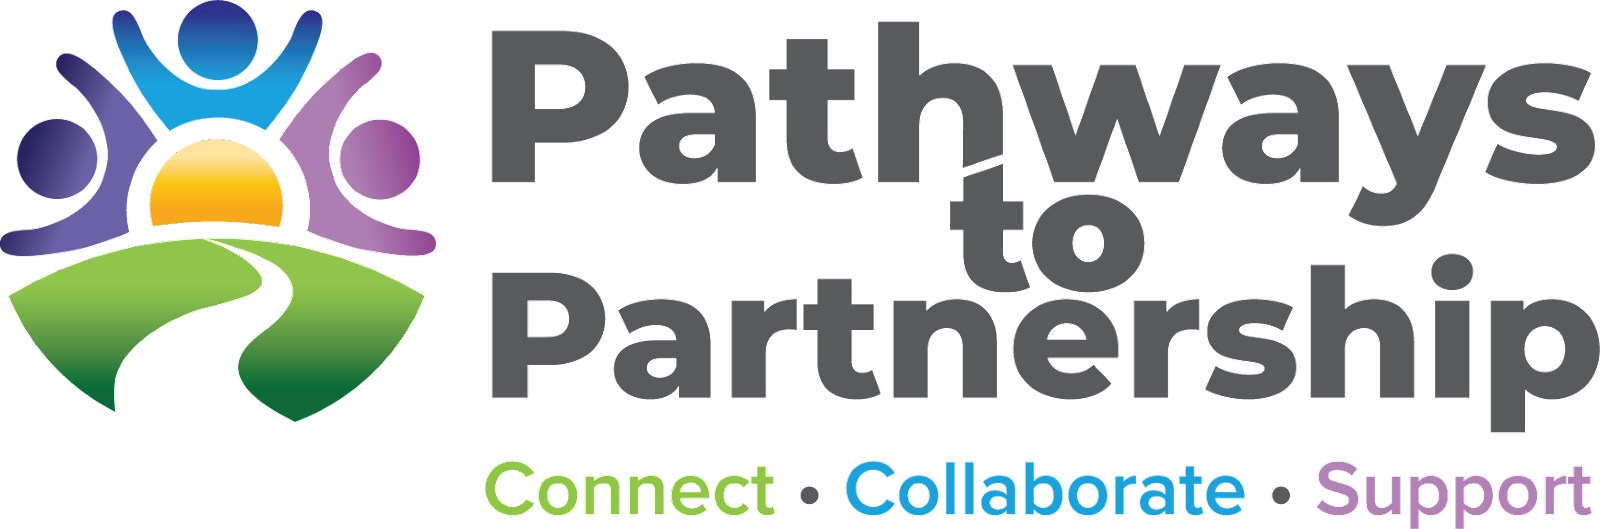 Pathways
to
Partnership
Connect • Collaborate • Support